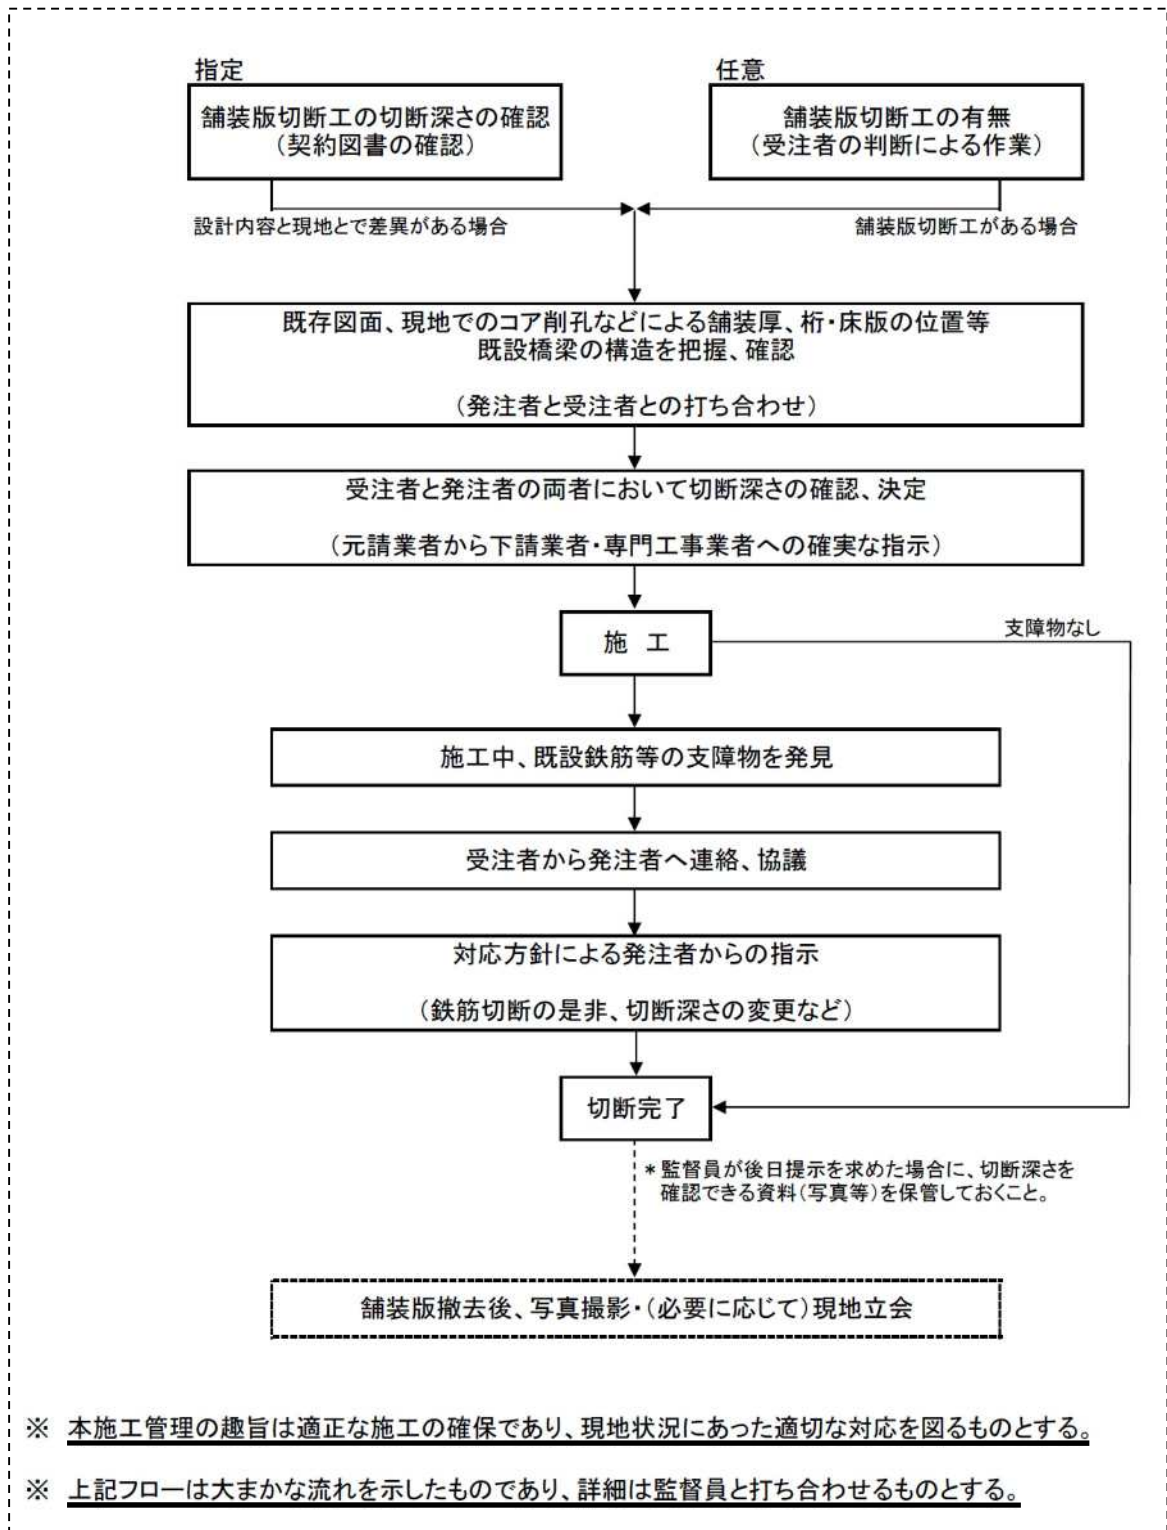 指定
舗装版切断工の切断深さの確認
(契約図書の確認)
任意
舗装版切断工の有無
(受注者の判断による作業)
設計内容と現地とで差異がある場合
舗装版切断工がある場合
既存図面、現地でのコア削孔などによる舗装厚、桁・床版の位置等
既設橋梁の構造を把握、確認
(発注者と受注者との打ち合わせ)
受注者と発注者の両者において切断深さの確認、決定
(元請業者から下請業者・専門工事業者への確実な指示)
施 工
支障物なし
施工中、既設鉄筋等の支障物を発見
受注者から発注者へ連絡、協議
対応方針による発注者からの指示
(鉄筋切断の是非、切断深さの変更など)
切断完了
*監督員が後日提示を求めた場合に、切断深さを
確認できる資料(写真等)を保管しておくこと。
舗装版撤去後、写真撮影・(必要に応じて)現地立会
※ 本施工管理の趣旨は適正な施工の確保であり、現地状況にあった適切な対応を図るものとする。
※ 上記フローは大まかな流れを示したものであり、詳細は監督員と打ち合わせるものとする。